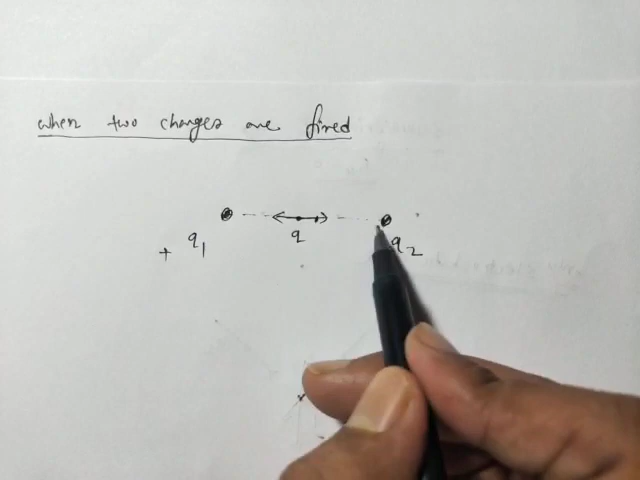 when two charges are fixed
q
+ q1 q2